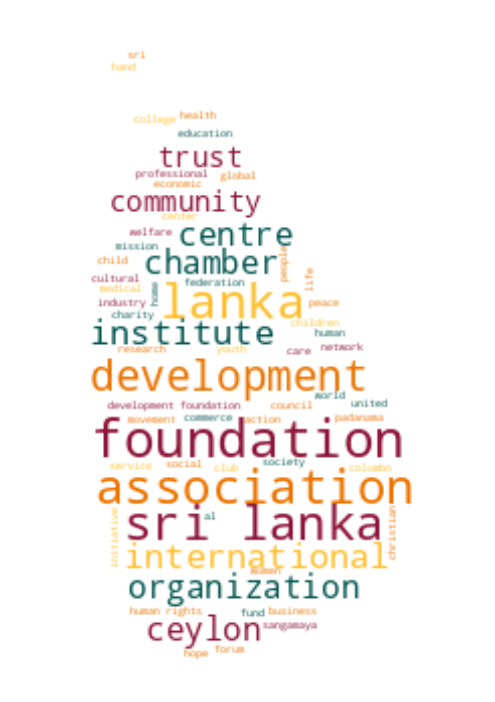 sri
hand
college health
education
trust
professional global
economic
community
center
welfare centre
mission
people
child chamber
cultural federation life
medical home lanka
industry peace
charity children
institute human
research youth care network
development
world
development foundation council united
movement commerce action padanama
foundation
service social club society colombo
association
initiative sri lanka al christian
international
women
organization
human rights fund business
ceylon sangamaya
hope forum